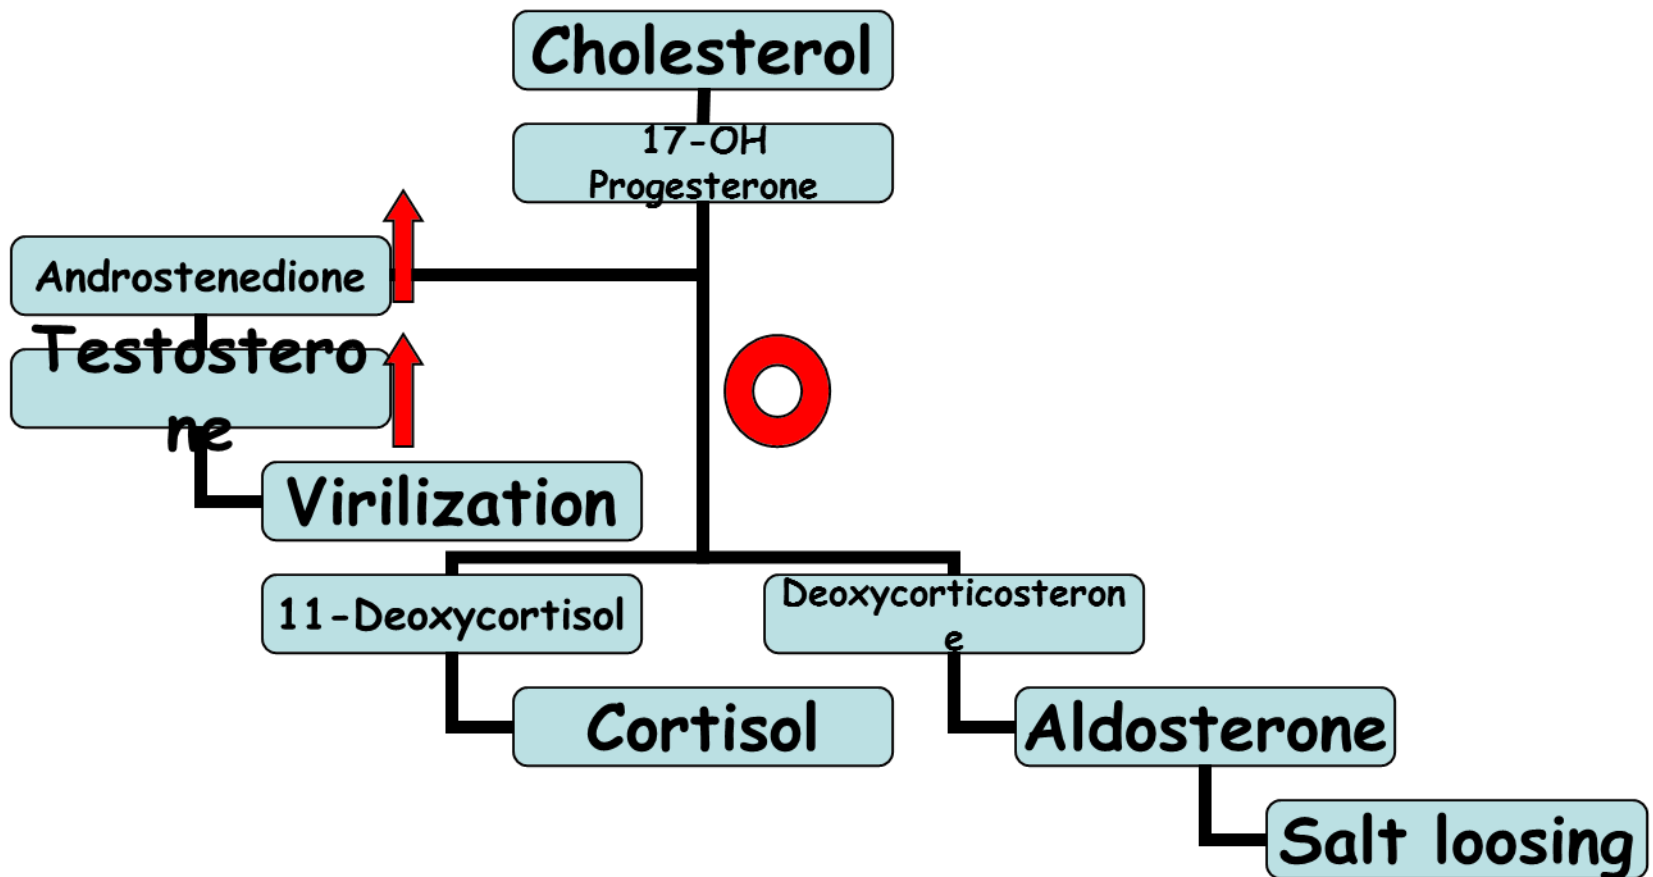 Cholesterol
17-OH
Progesterone
Androstenedione
Testostero
ne
Virilization
11-Deoxycortisol
Deoxycorticosteron
e
Cortisol
Aldosterone
Salt loosing